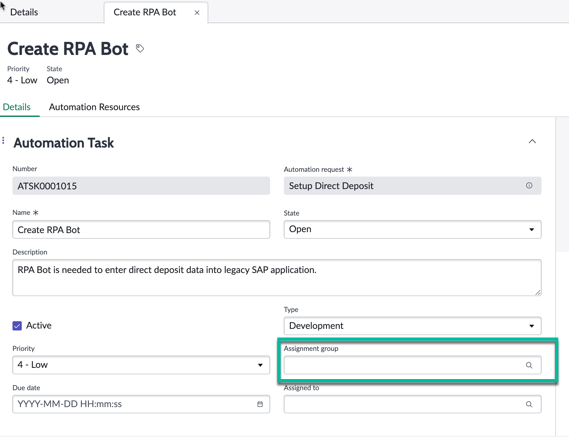 Details
Create RPA Bot ×
Create RPA Bot
Priority State
4 - Low Open
Details Automation Resources
Automation Task
Number Automation request ∗
ATSK0001015 Setup Direct Deposit
Name ∗ State
Create RPA Bot Open
Description
RPA Bot is needed to enter direct deposit data into legacy SAP application.
Type
Active Development
Priority Assignment group
4 - Low
Due date Assigned to
YYYY-MM-DD HH:mm:ss